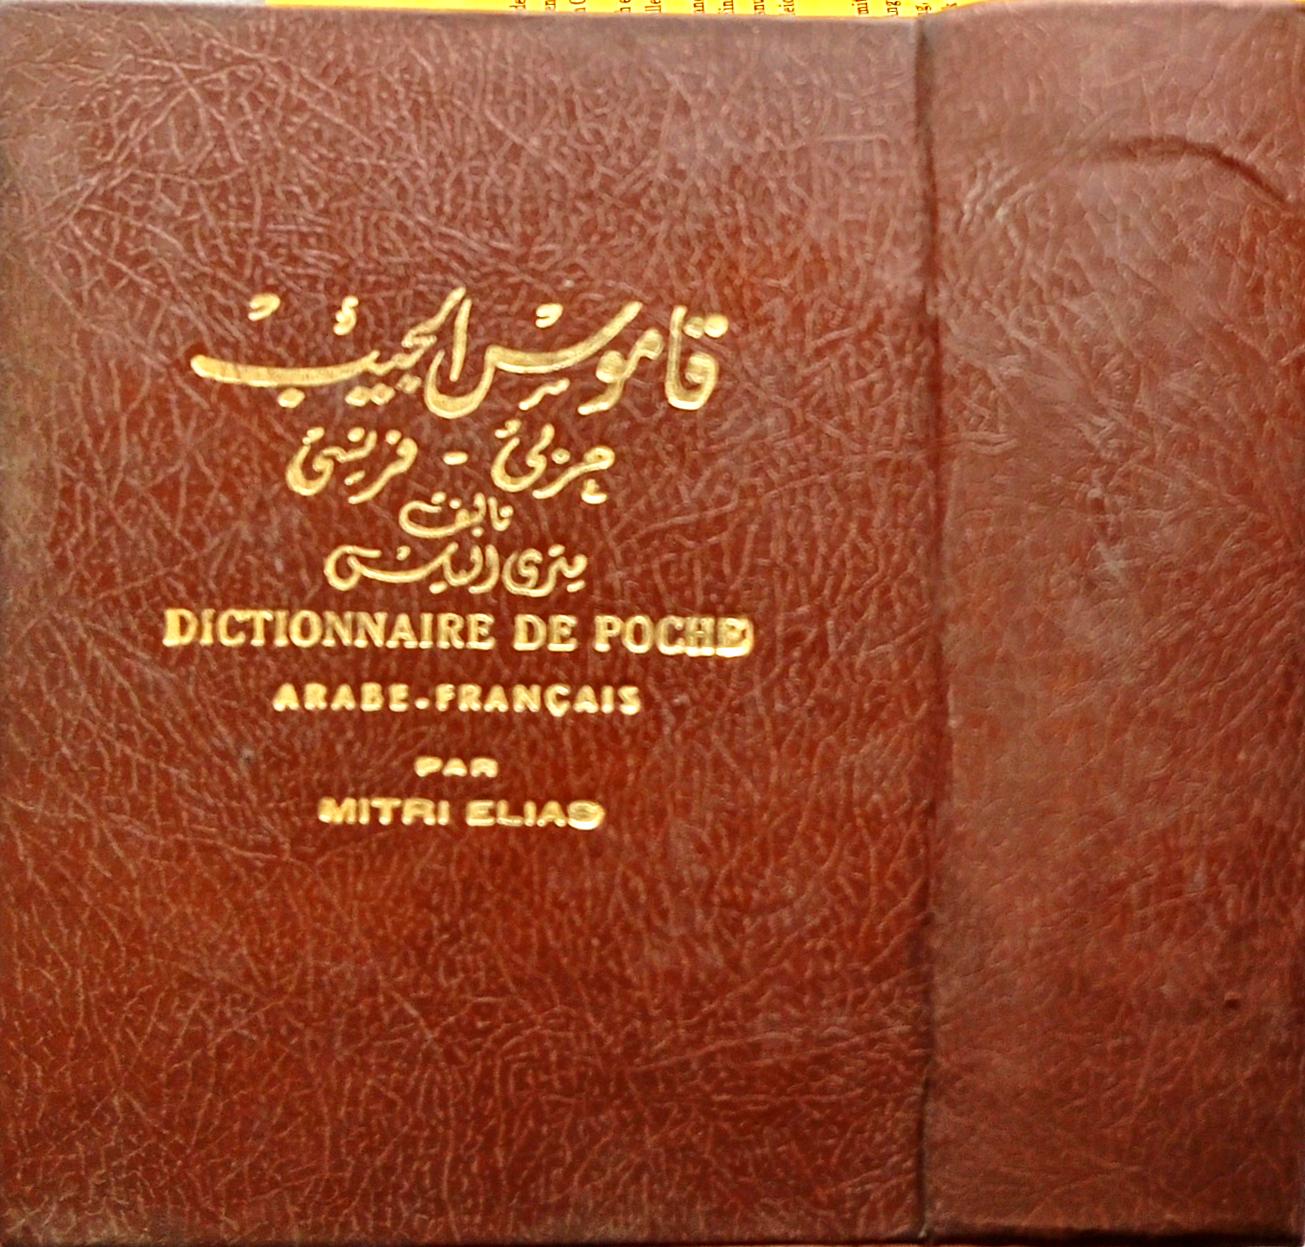 قاموس الجيب
عربي - فرنسي
تأليف
متري الياس
DICTIONNAIRE DE POCHE
ARABE-FRANÇAIS
PAR
MITRI ELIAS